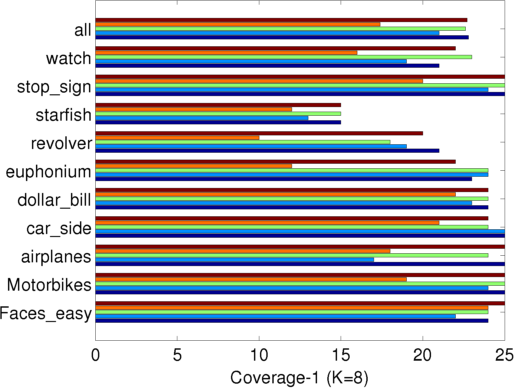 all
watch
stop_sign
starfish
revolver
euphonium
dollar_bill
car_side
airplanes
Motorbikes
Faces_easy
0 5 10 15 20 25
Coverage-1 (K=8)